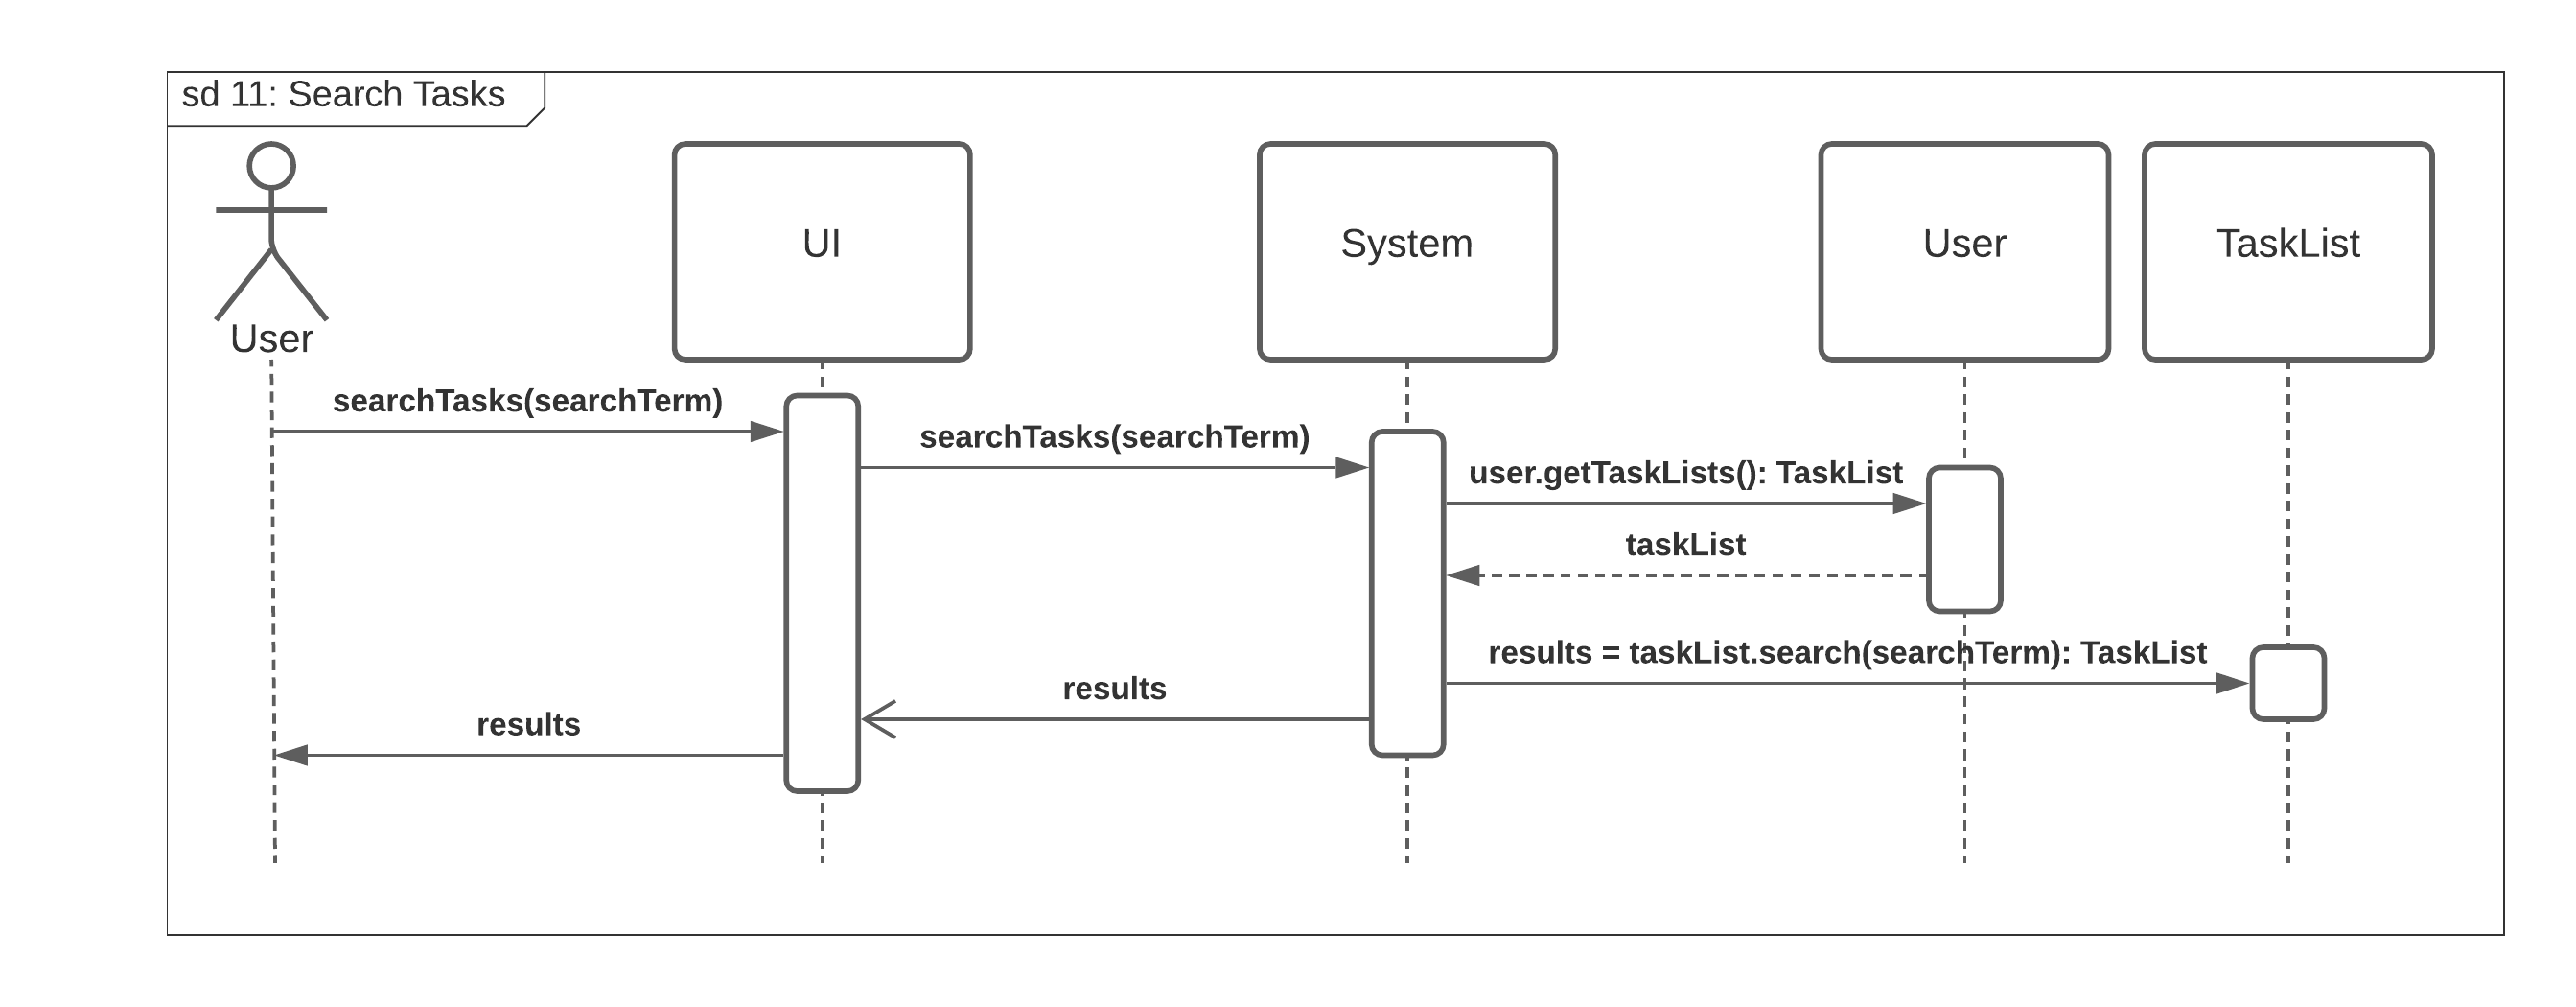 sd 11: Search Tasks
User
UI
System
User
TaskList
searchTasks(searchTerm)
searchTasks(searchTerm)
user.getTaskLists(): TaskList
taskList
results = taskList.search(searchTerm): TaskList
results
results